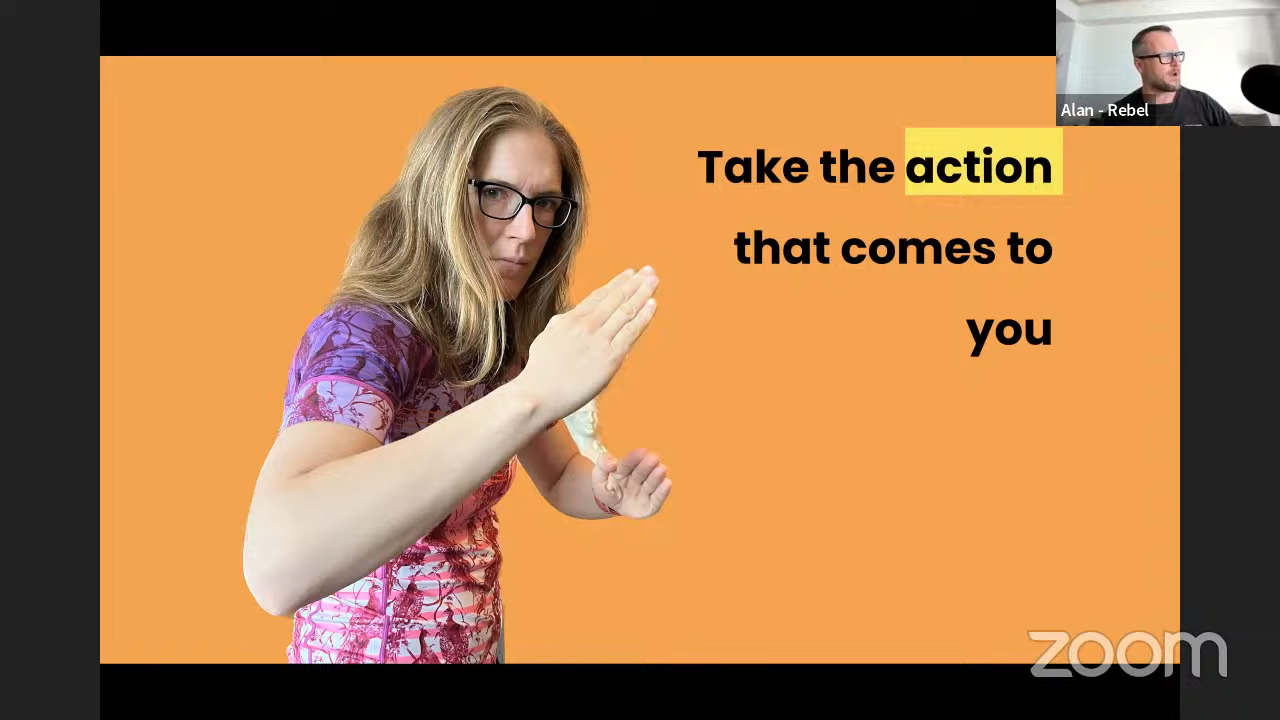 Alan - Rebel
Take the action
that comes to
you
zoom